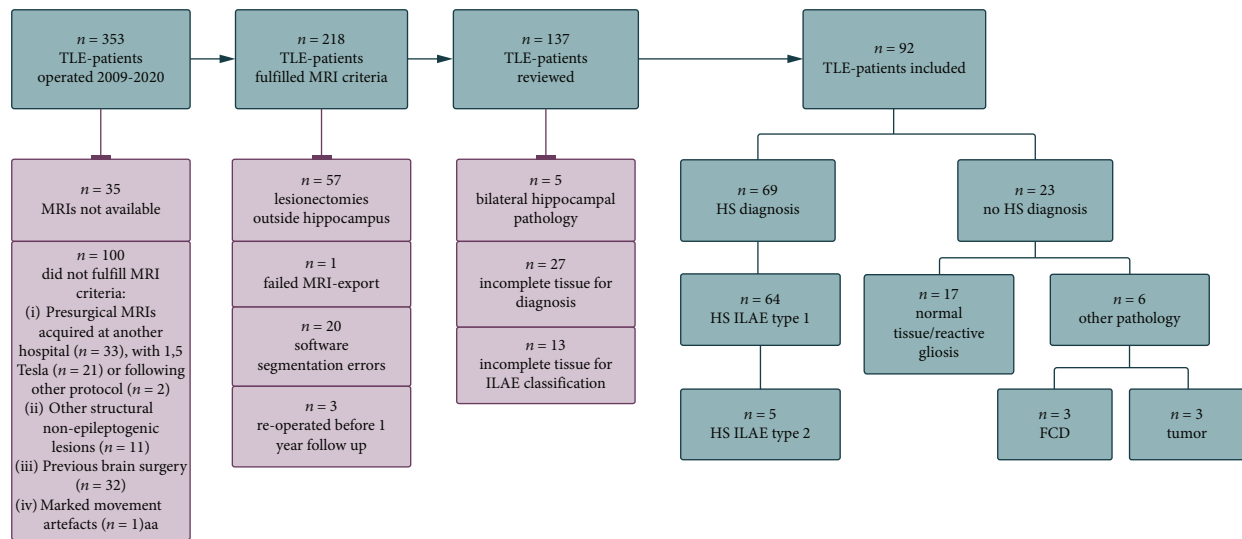 n = 353
TLE-patients
operated 2009-2020
n = 218
TLE-patients
fulfilled MRI criteria
n = 137
TLE-patients
reviewed
n = 92
TLE-patients included
n = 35
MRIs not available
n = 100
did not fulfill MRI
criteria:
(i) Presurgical MRIs
acquired at another
hospital (n = 33), with 1,5
Tesla (n = 21) or following
other protocol (n = 2)
(ii) Other structural
non-epileptogenic
lesions (n = 11)
(iii) Previous brain surgery
(n = 32)
(iv) Marked movement
artefacts (n = 1)aa
n = 57
lesionectomies
outside hippocampus
n = 1
failed MRI-export
n = 20
software
segmentation errors
n = 3
re-operated before 1
year follow up
n = 5
bilateral hippocampal
pathology
n = 27
incomplete tissue for
diagnosis
n = 13
incomplete tissue for
ILAE classification
n = 69
HS diagnosis
n = 64
HS ILAE type 1
n = 5
HS ILAE type 2
n = 23
no HS diagnosis
n = 17
normal
tissue/reactive
gliosis
n = 6
other pathology
n = 3
FCD
n = 3
tumor